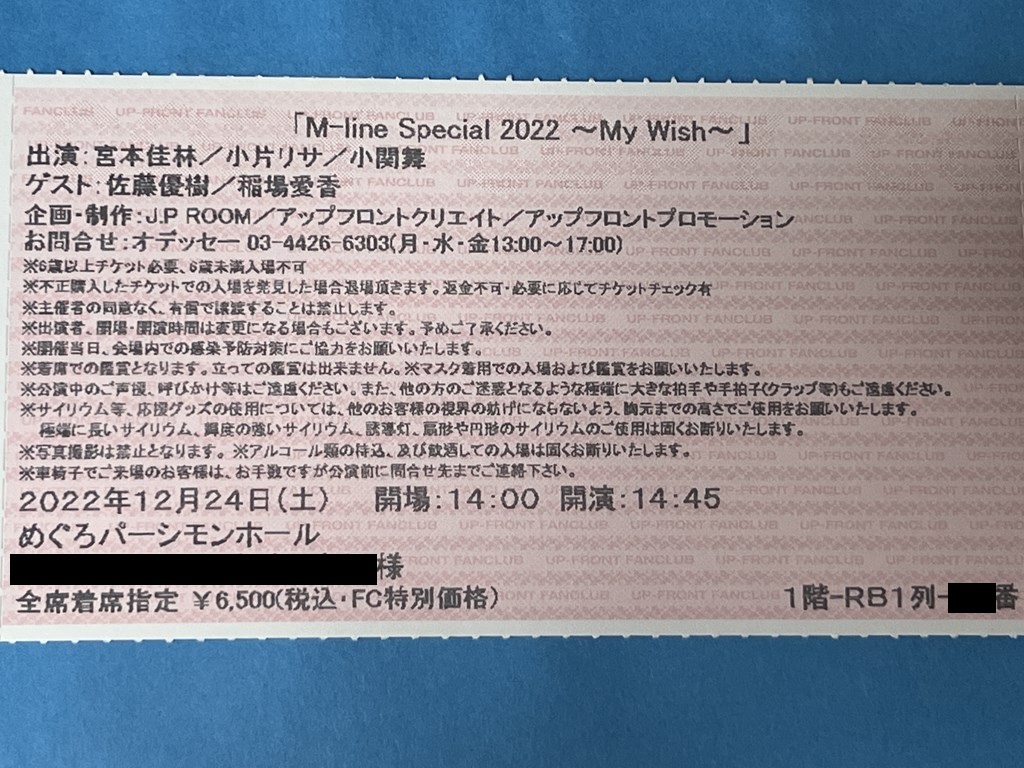 「M-line Special 2022 ～My Wish～」
出演：宮本佳林／小片リサ／小関舞
ゲスト：佐藤優樹／稲場愛香
企画・制作：J.P ROOM／アップフロントクリエイト／アップフロントプロモーション
お問合せ：オデッセー 03-4426-6303(月・水・金13:00～17:00)
※6歳以上チケット必要、6歳未満入場不可
※不正購入したチケットでの入場を発見した場合退場頂きます。返金不可・必要に応じてチケットチェック有
※主催者の同意なく、有償で譲渡することは禁止します。
※出演者、開場・開演時間は変更になる場合もございます。予めご了承ください。
※開催当日、会場内での感染予防対策にご協力をお願いいたします。
※着席での鑑賞となります。立っての鑑賞は出来ません。※マスク着用での入場および鑑賞をお願いいたします。
※公演中のご声援、呼びかけ等はご遠慮ください。また、他の方のご迷惑となるような極端に大きな拍手や手拍子(クラップ等)もご遠慮ください。
※サイリウム等、応援グッズの使用については、他のお客様の視界の妨げにならないよう、胸元までの高さでご使用をお願いいたします。
極端に長いサイリウム、輝度の強いサイリウム、誘導灯、扇形や円形のサイリウムのご使用は固くお断りいたします。
※写真撮影は禁止となります。 ※アルコール類の持込、及び飲酒しての入場は固くお断りいたします。
※車椅子でご来場のお客様は、お手数ですが公演前に問合せ先までご連絡下さい。
2022年12月24日(土) 開場：14:00 開演：14:45
めぐろパーシモンホール
様
全席着席指定 ￥6,500(税込・FC特別価格) 1階-RB1列- 番